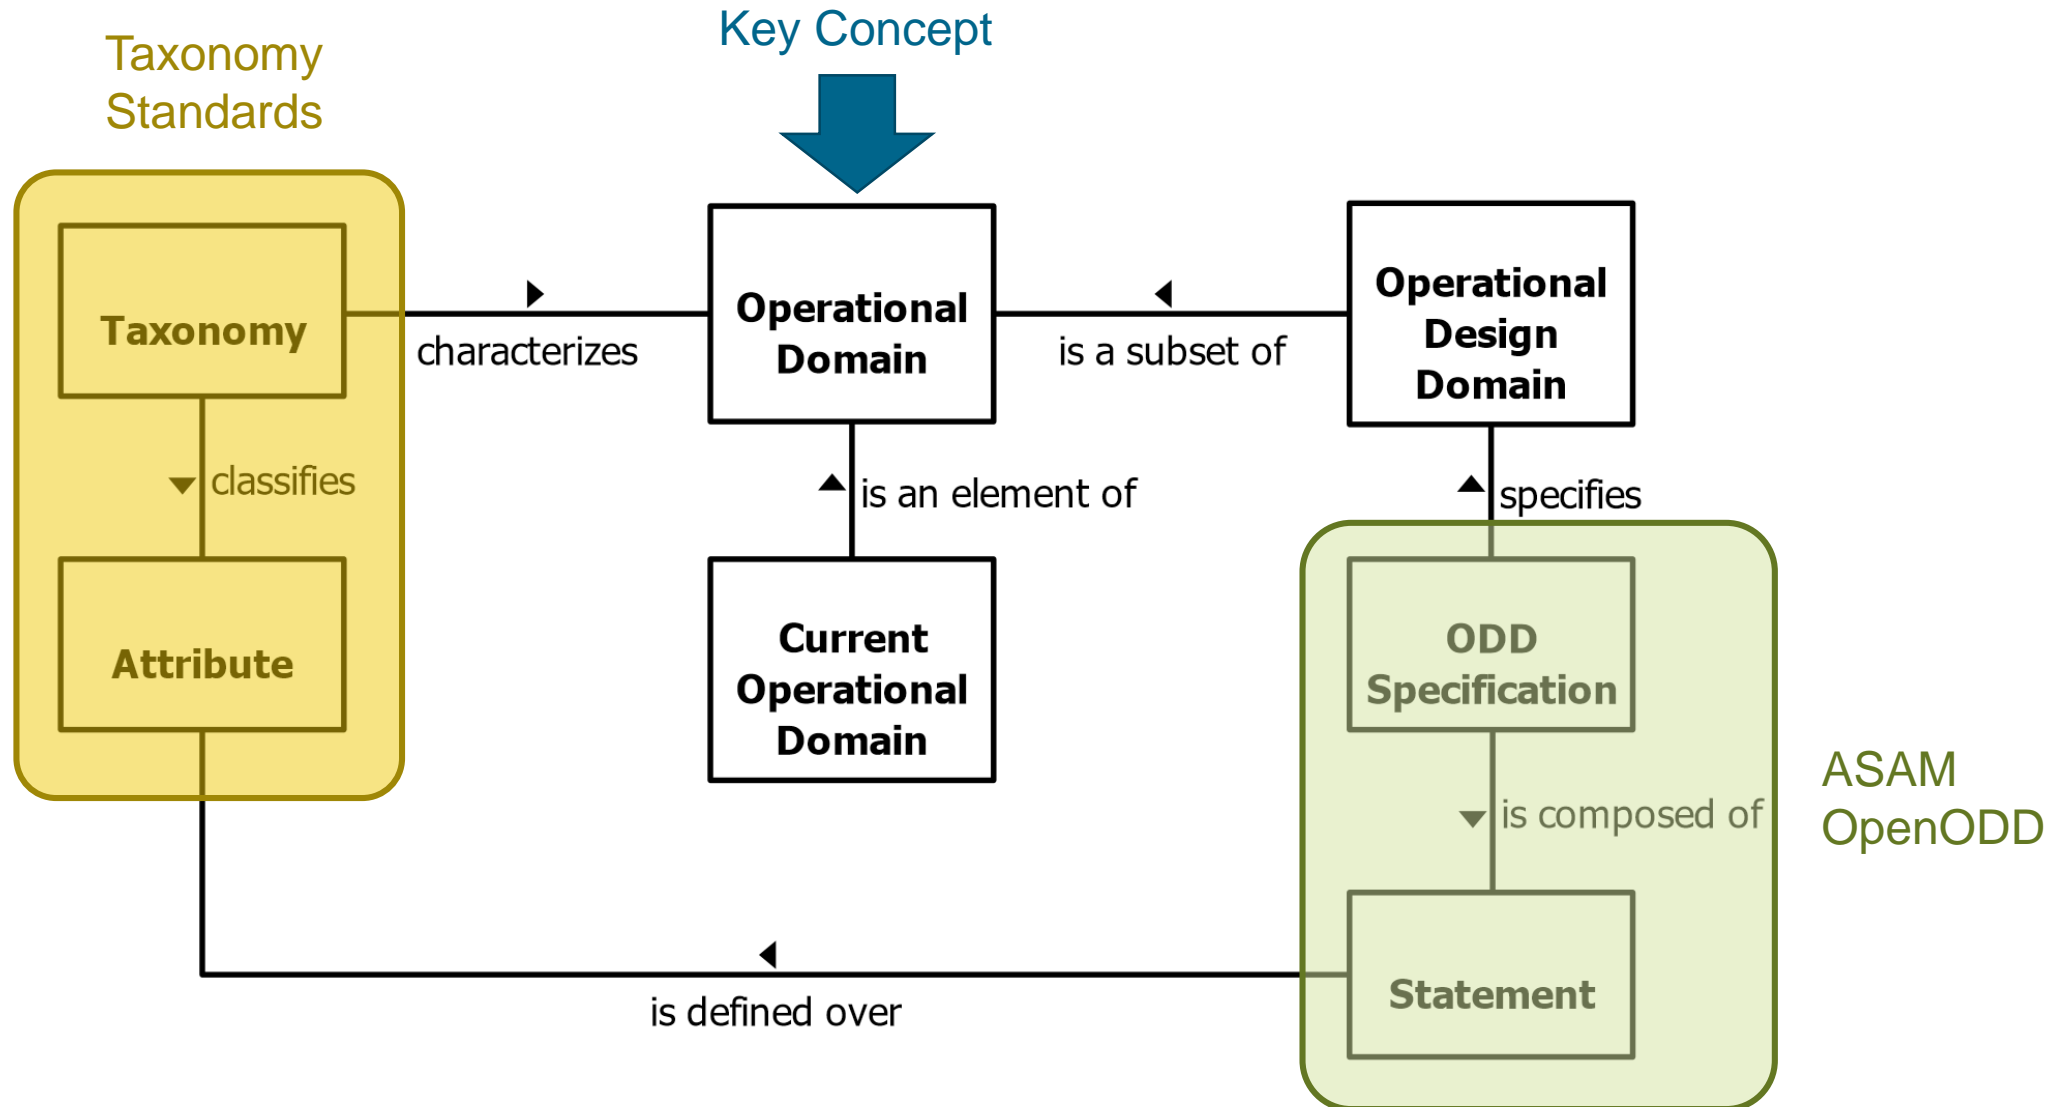 Key Concept
Taxonomy
Standards
Taxonomy
characterizes
Operational
Domain
is a subset of
Operational
Design
Domain
classifies
is an element of
specifies
Attribute
Current
Operational
Domain
ODD
Specification
is composed of
ASAM
OpenODD
Statement
is defined over